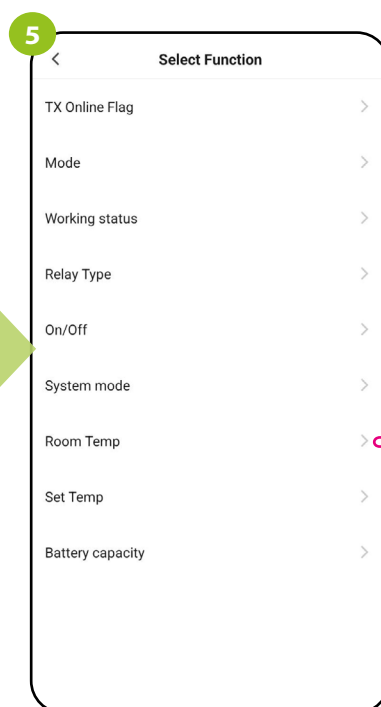 5
Select Function
TX Online Flag
Mode
Working status
Relay Type
On/Off
System mode
Room Temp
Set Temp
Battery capacity